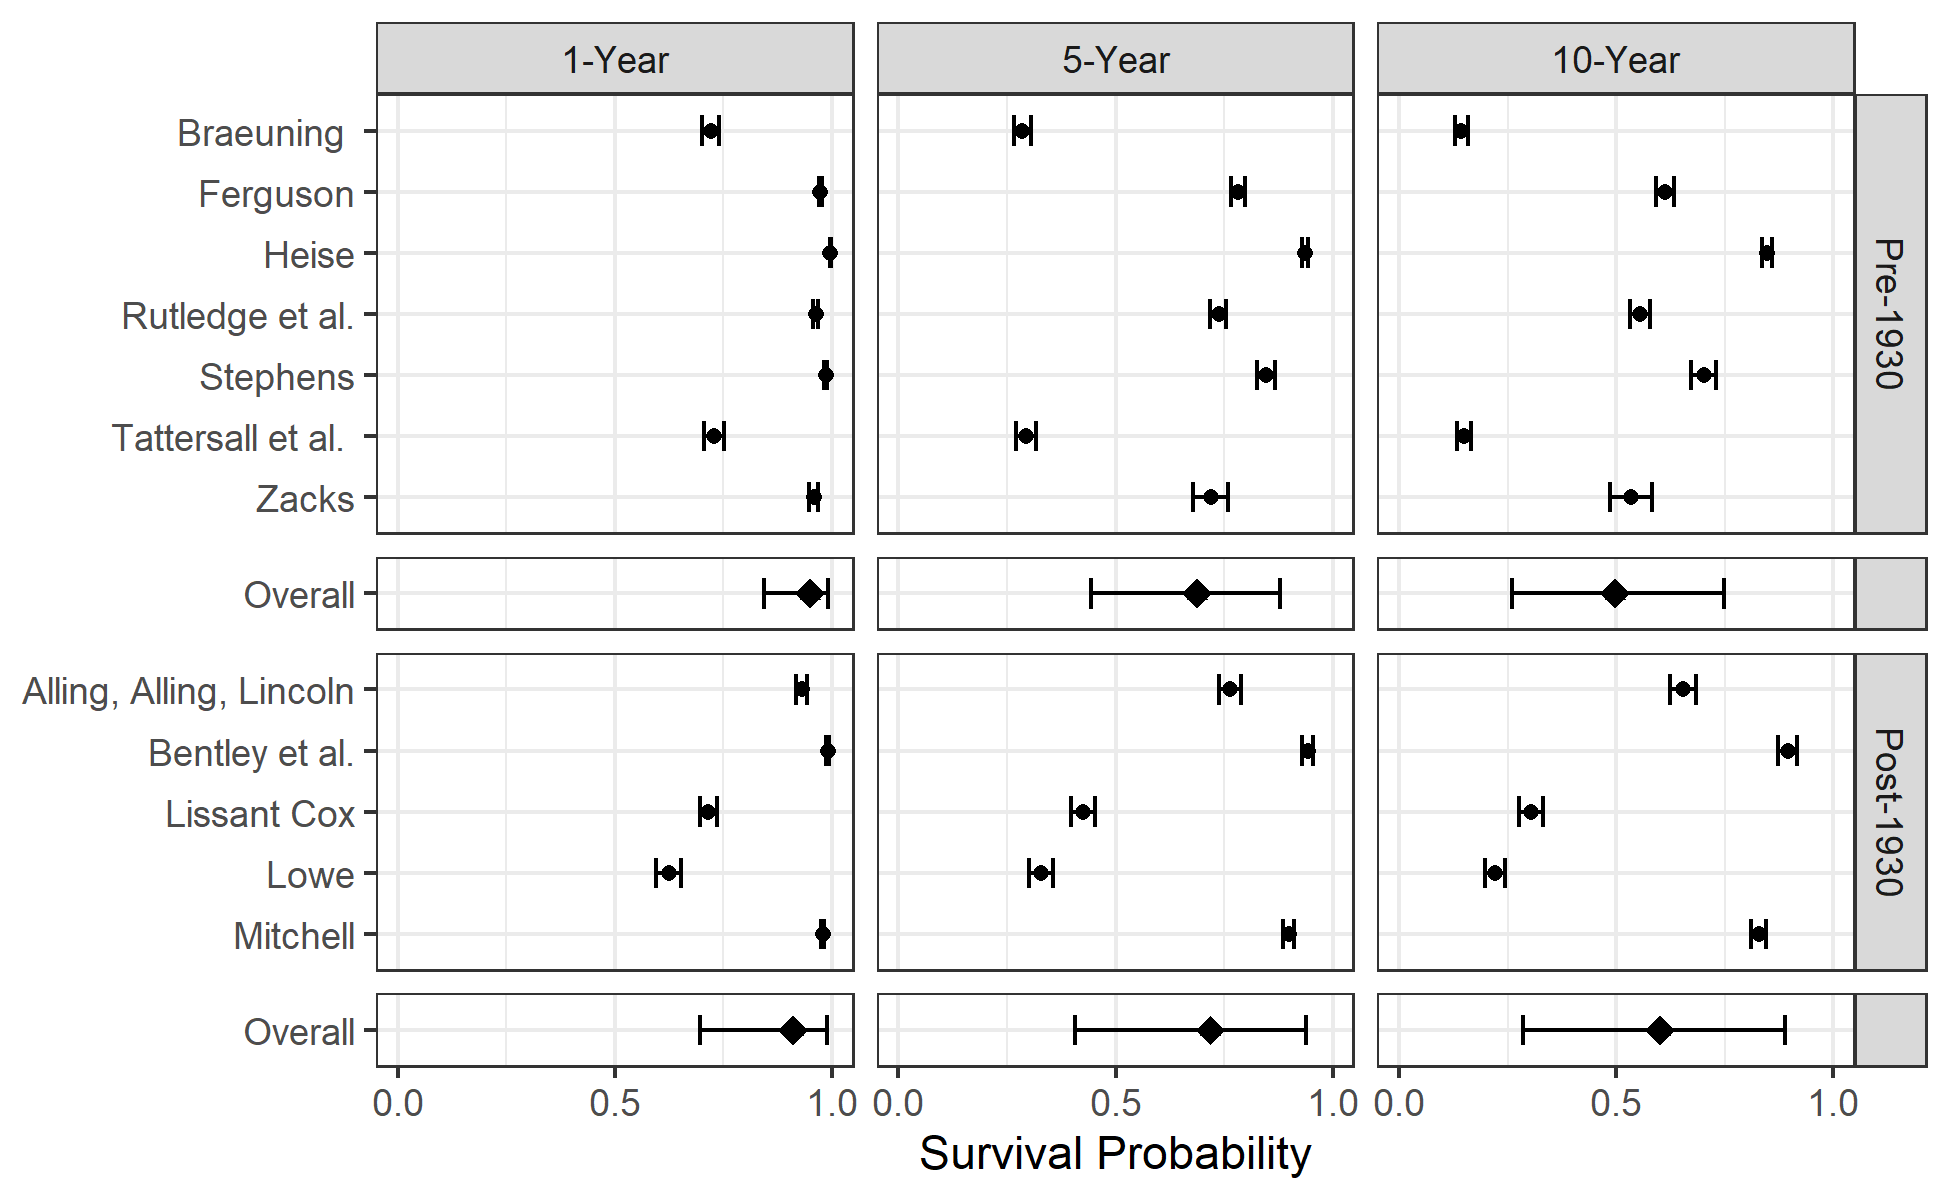 1-Year 5-Year 10-Year
Braeuning
Ferguson
Heise
Rutledge et al.
Stephens
Tattersall et al.
Zacks
Pre-1930
Overall
Alling, Alling, Lincoln
Bentley et al.
Lissant Cox
Lowe
Mitchell
Post-1930
Overall
0.0 0.5 1.0 0.0 0.5 1.0 0.0 0.5 1.0
Survival Probability